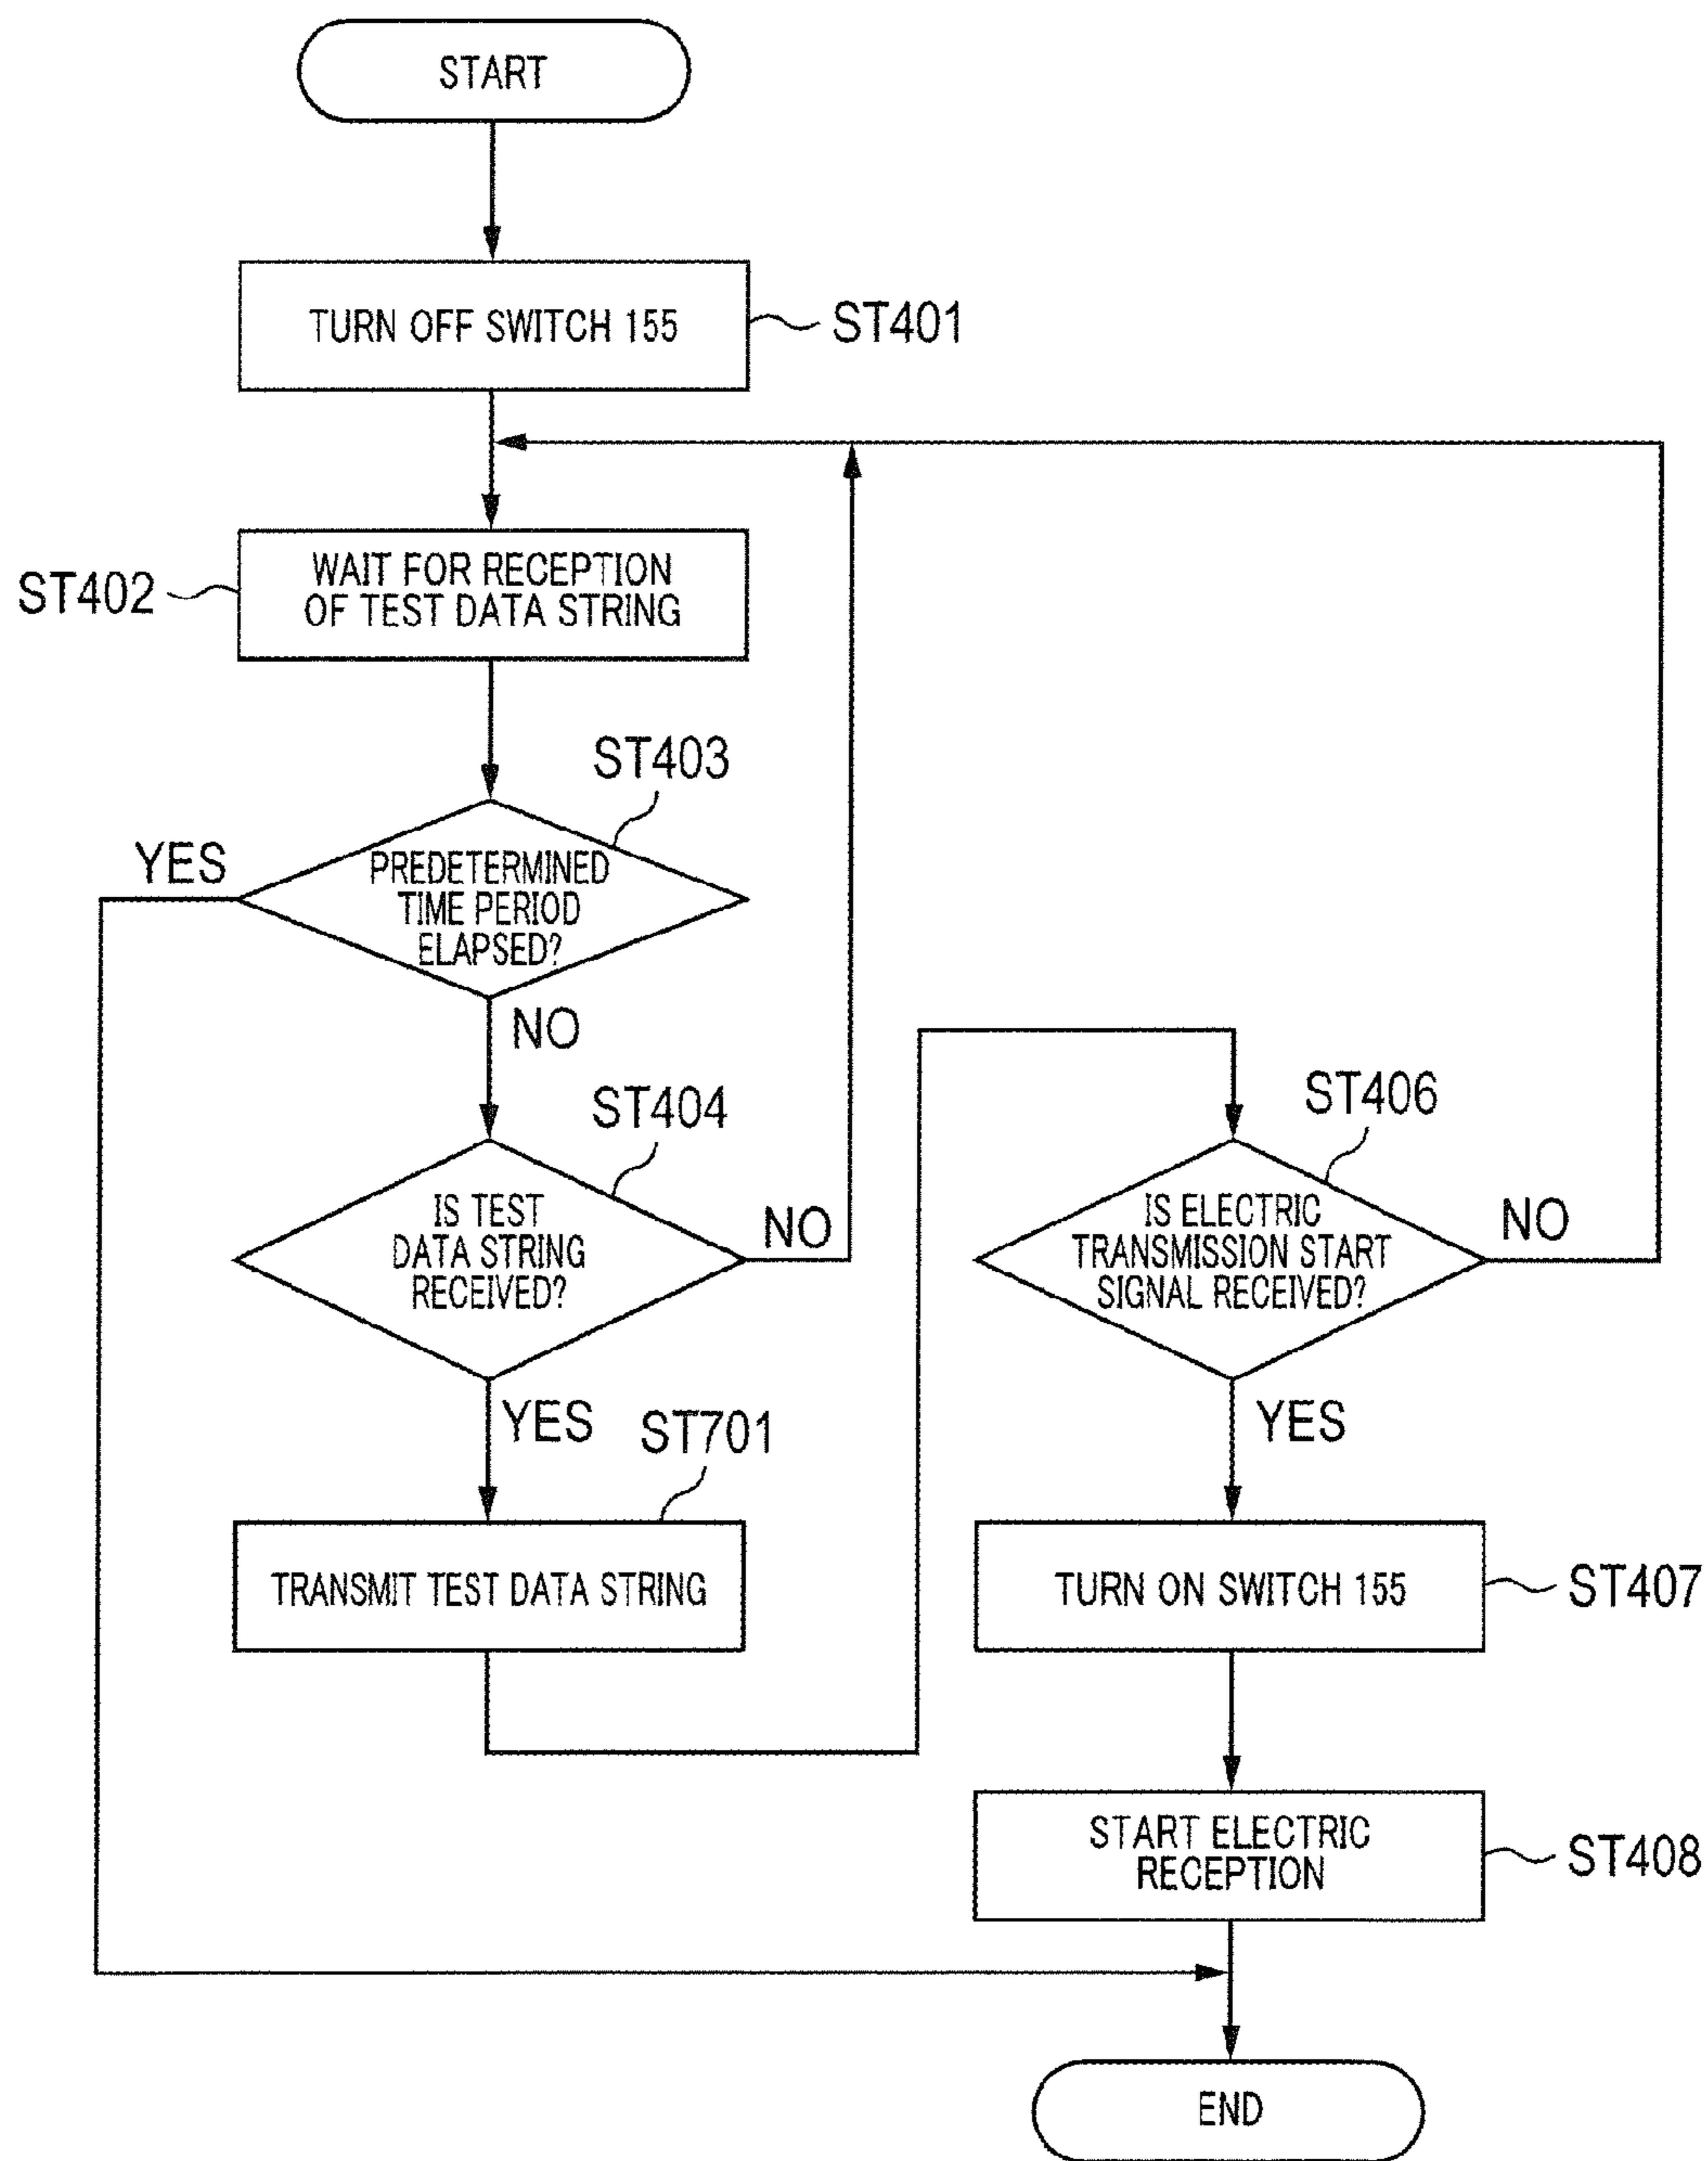 START
TURN OFF SWITCH 155
ST401
WAIT FOR RECEPTION
OF TEST DATA STRING
ST402
ST403
PREDETERMINED
TIME PERIOD
ELAPSED?
YES
NO
ST404
IS TEST
DATA STRING
RECEIVED?
NO
YES
ST701
TRANSMIT TEST DATA STRING
ST406
IS ELECTRIC
TRANSMISSION START
SIGNAL RECEIVED?
NO
YES
TURN ON SWITCH 155
ST407
START ELECTRIC
RECEPTION
ST408
END